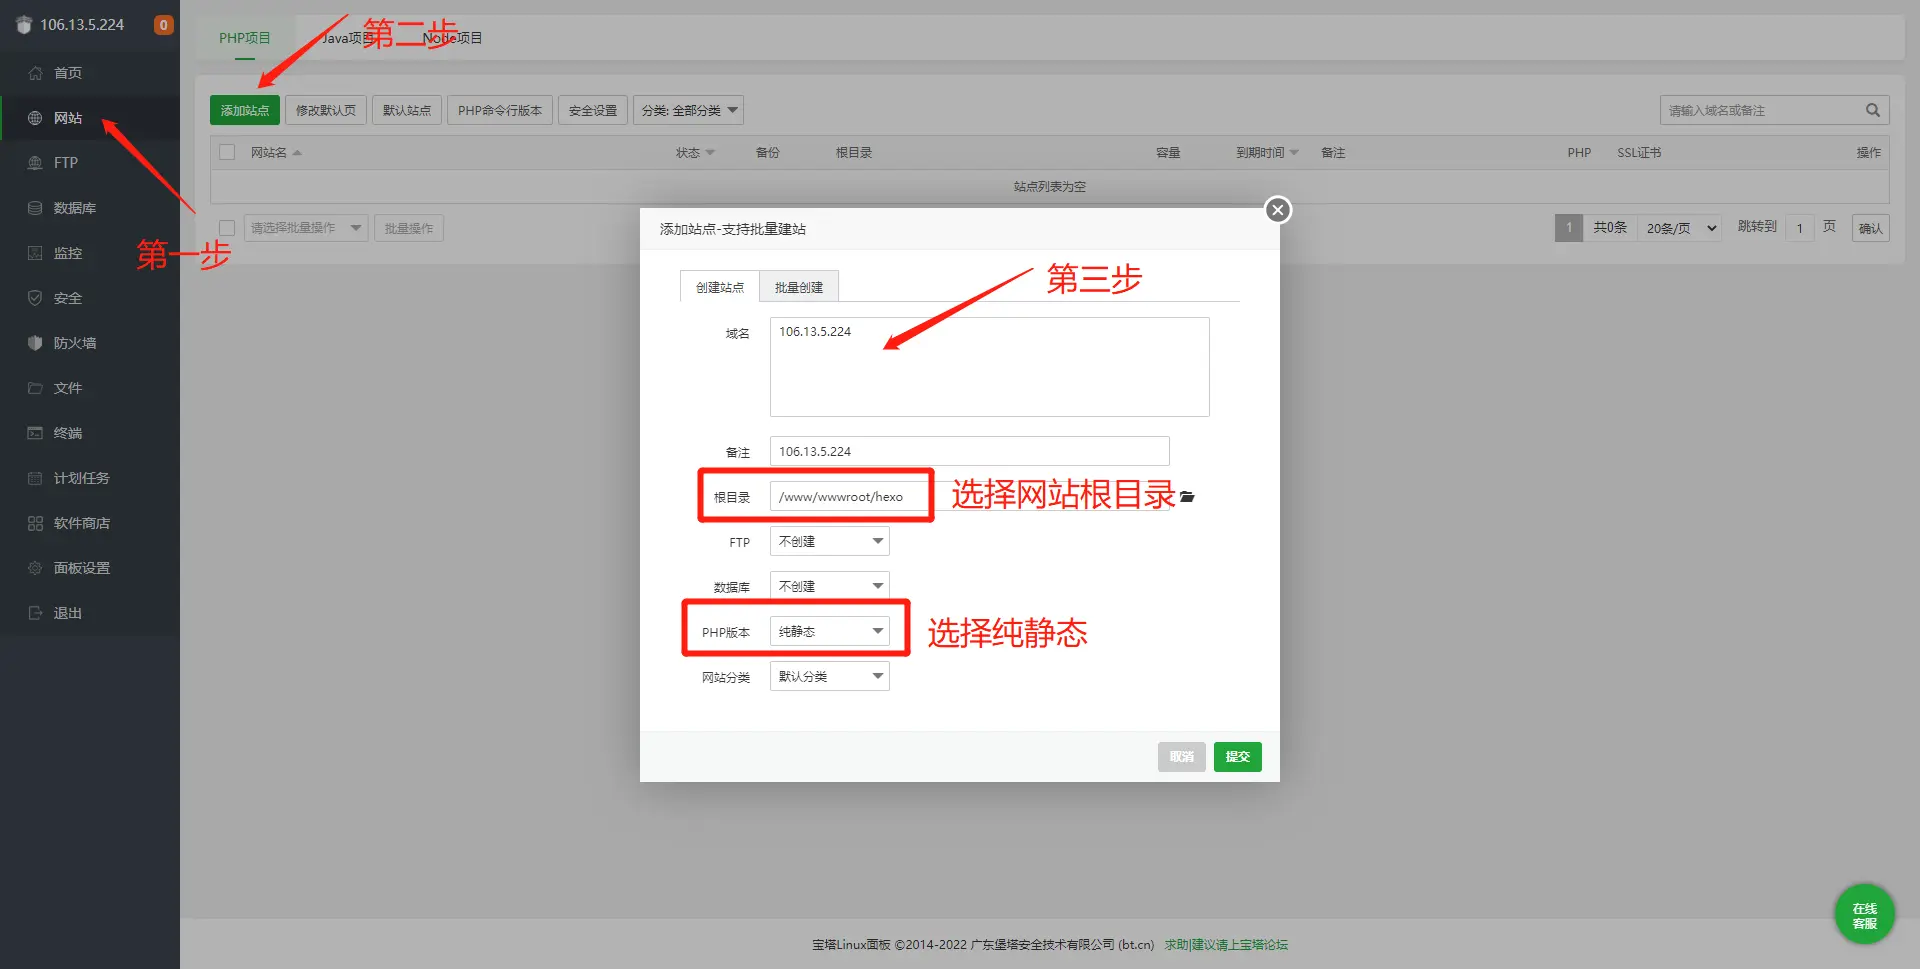 106.13.5.224
0
首页
网站
FTP
数据库
监控
安全
防火墙
文件
终端
计划任务
软件商店
面板设置
退出
第一步
PHP项目
Java项目
Node项目
第二步
添加站点
修改默认页
默认站点
PHP命令行版本
安全设置
分类: 全部分类
请输入域名或备注
网站名
状态
备份
根目录
容量
到期时间
备注
PHP
SSL证书
操作
站点列表为空
请选择批量操作
批量操作
1
共0条
20条/页
跳转到
1
页
确认
添加站点-支持批量建站
创建站点
批量创建
第三步
域名
106.13.5.224
备注
106.13.5.224
根目录
/www/wwwroot/hexo
选择网站根目录
FTP
不创建
数据库
不创建
PHP版本
纯静态
选择纯静态
网站分类
默认分类
取消
提交
在线
客服
宝塔Linux面板 ©2014-2022 广东堡塔安全技术有限公司 (bt.cn)
求助|建议请上宝塔论坛